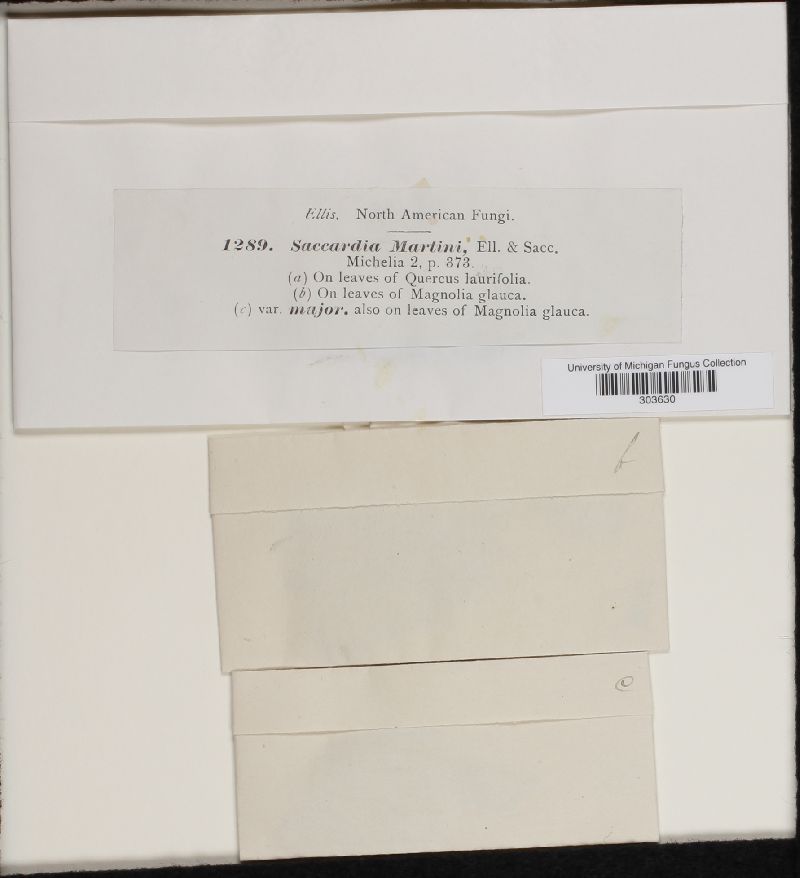 Ellis. North American Fungi.
1289. Saccardia Martini, Ell. & Sacc.
Michelia 2, p. 373.
(a) On leaves of Quercus laurifolia.
(b) On leaves of Magnolia glauca.
(c) var. major. also on leaves of Magnolia glauca.
University of Michigan Fungus Collection
303630
b
c